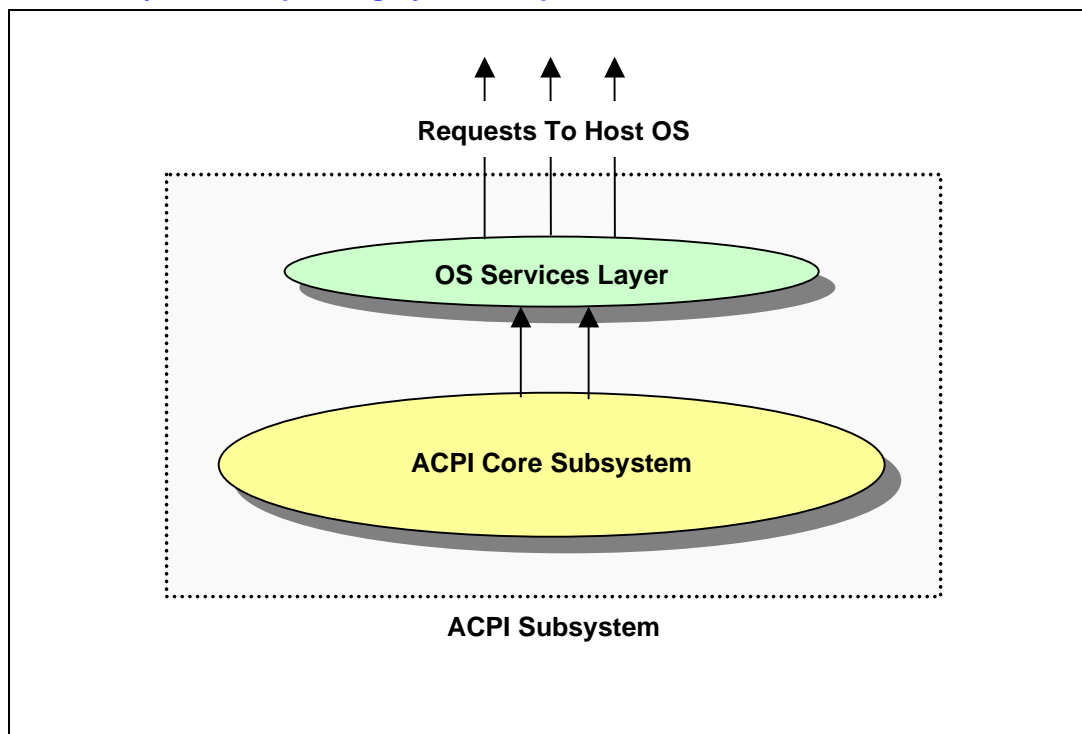 Requests To Host OS
OS Services Layer
ACPI Core Subsystem
ACPI Subsystem